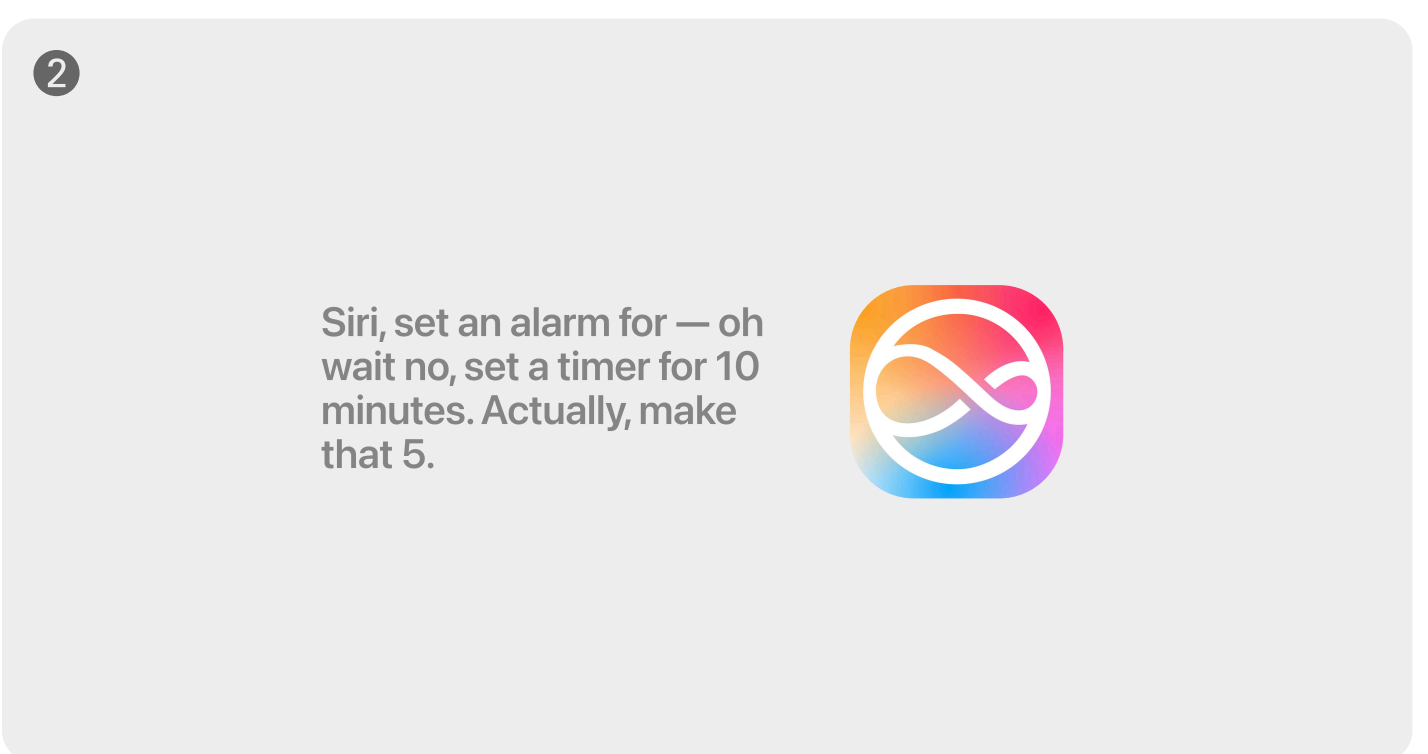 2
Siri, set an alarm for — oh
wait no, set a timer for 10
minutes. Actually, make
that 5.